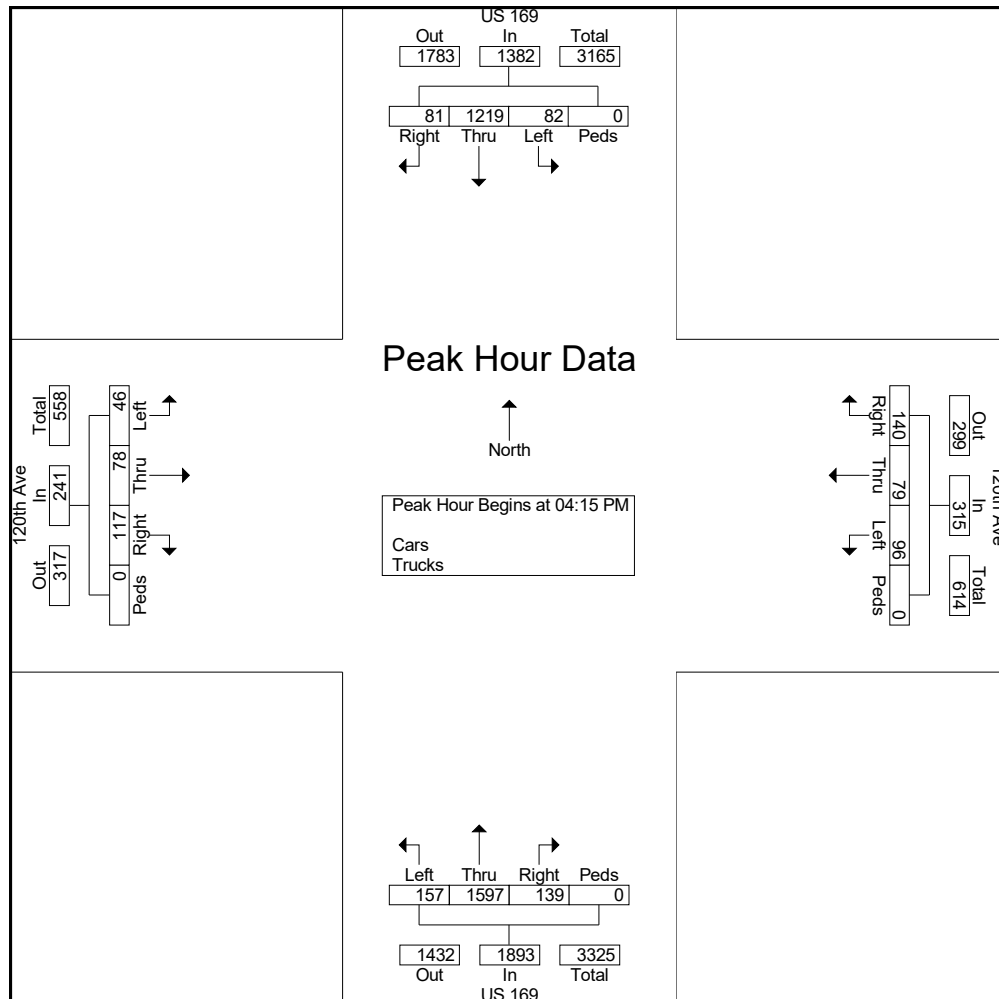 US 169
Out In Total
1783 1382 3165
81 1219 82 0
Right Thru Left Peds
Peak Hour Data
North
Peak Hour Begins at 04:15 PM
Cars
Trucks
120th Ave
Total In Out
558 241 317
46 78 117 0
Left Thru Right Peds
Right Thru Left Peds
140 79 96 0
299 315 614
Out In Total
120th Ave
Left Thru Right Peds
157 1597 139 0
1432 1893 3325
Out In Total
US 169